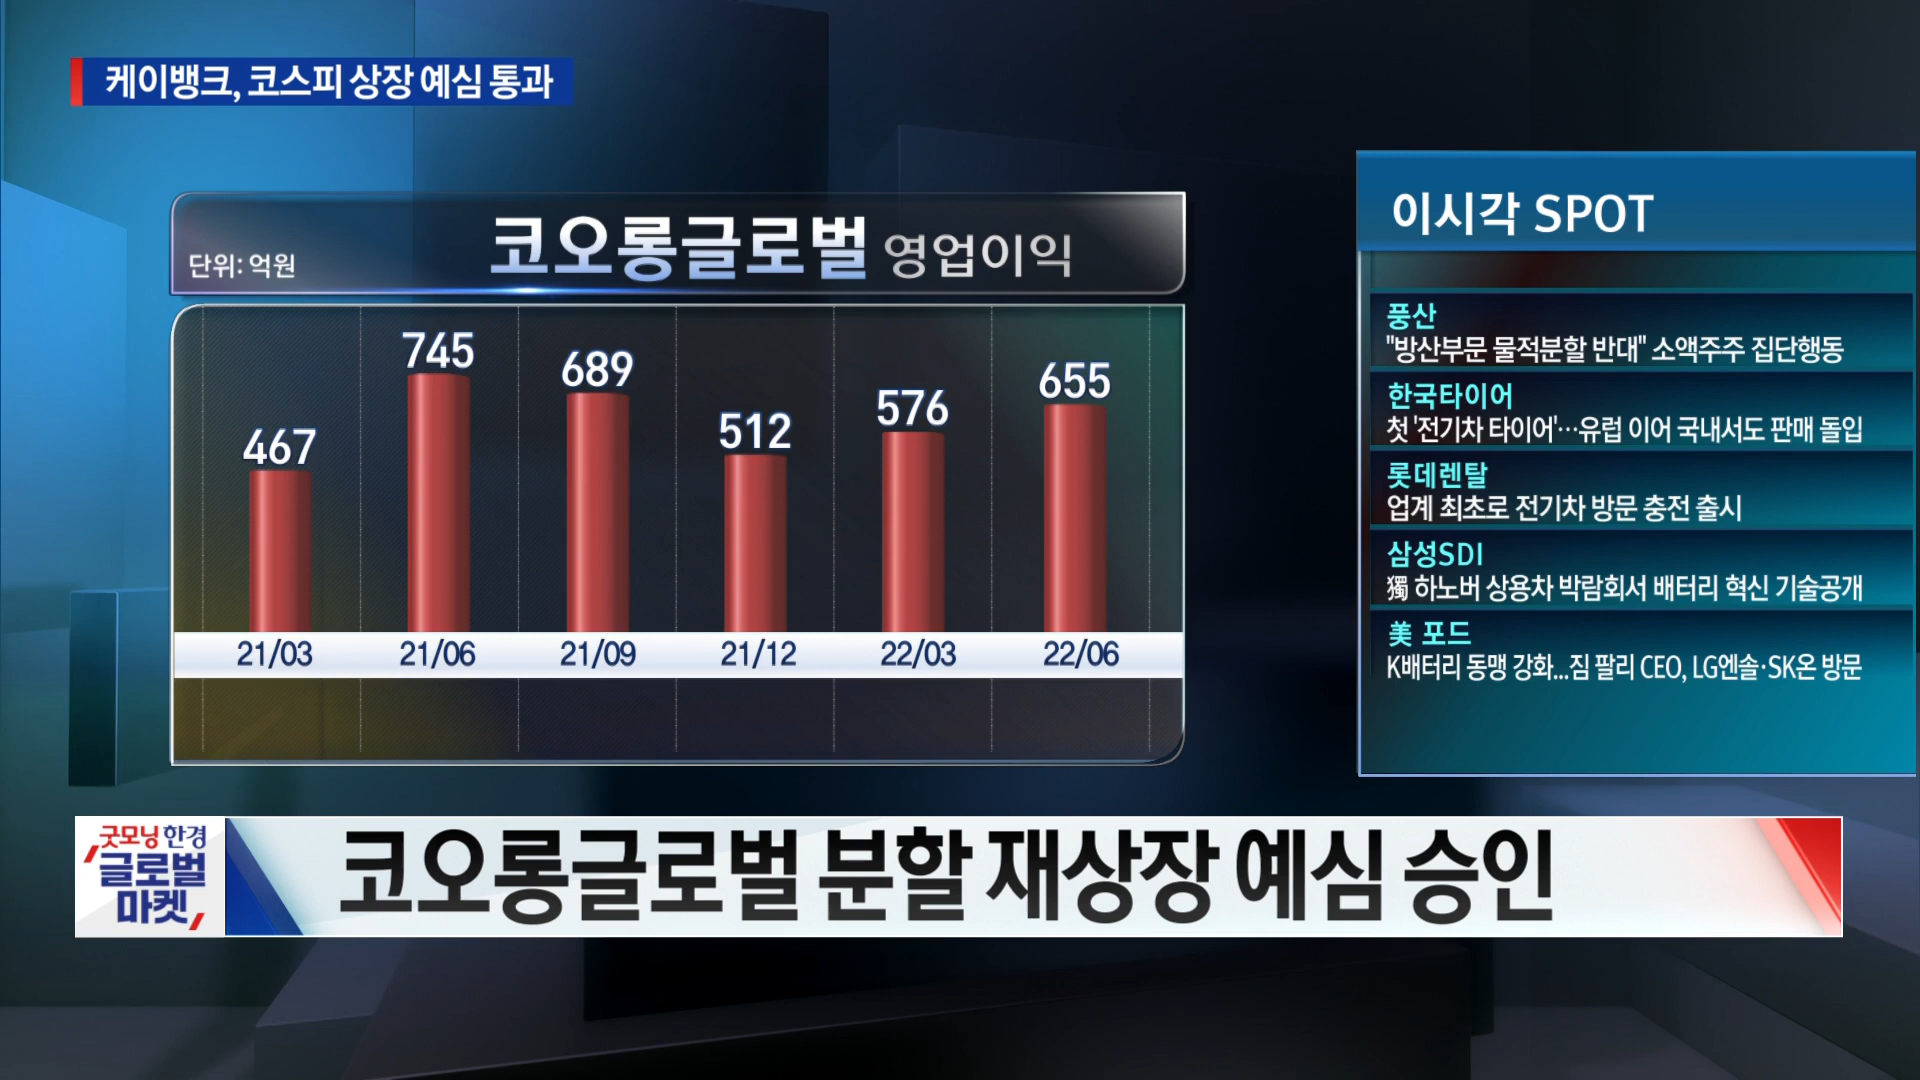 케이뱅크, 코스피 상장 예심 통과
단위: 억원
코오롱글로벌 영업이익
467
745
689
512
576
655
21/03
21/06
21/09
21/12
22/03
22/06
이시각 SPOT
풍산
"방산부문 물적분할 반대" 소액주주 집단행동
한국타이어
첫 '전기차 타이어'…유럽 이어 국내서도 판매 돌입
롯데렌탈
업계 최초로 전기차 방문 충전 출시
삼성SDI
獨 하노버 상용차 박람회서 배터리 혁신 기술공개
美 포드
K배터리 동맹 강화...짐 팔리 CEO, LG엔솔·SK온 방문
굿모닝 한경
글로벌
마켓
코오롱글로벌 분할 재상장 예심 승인